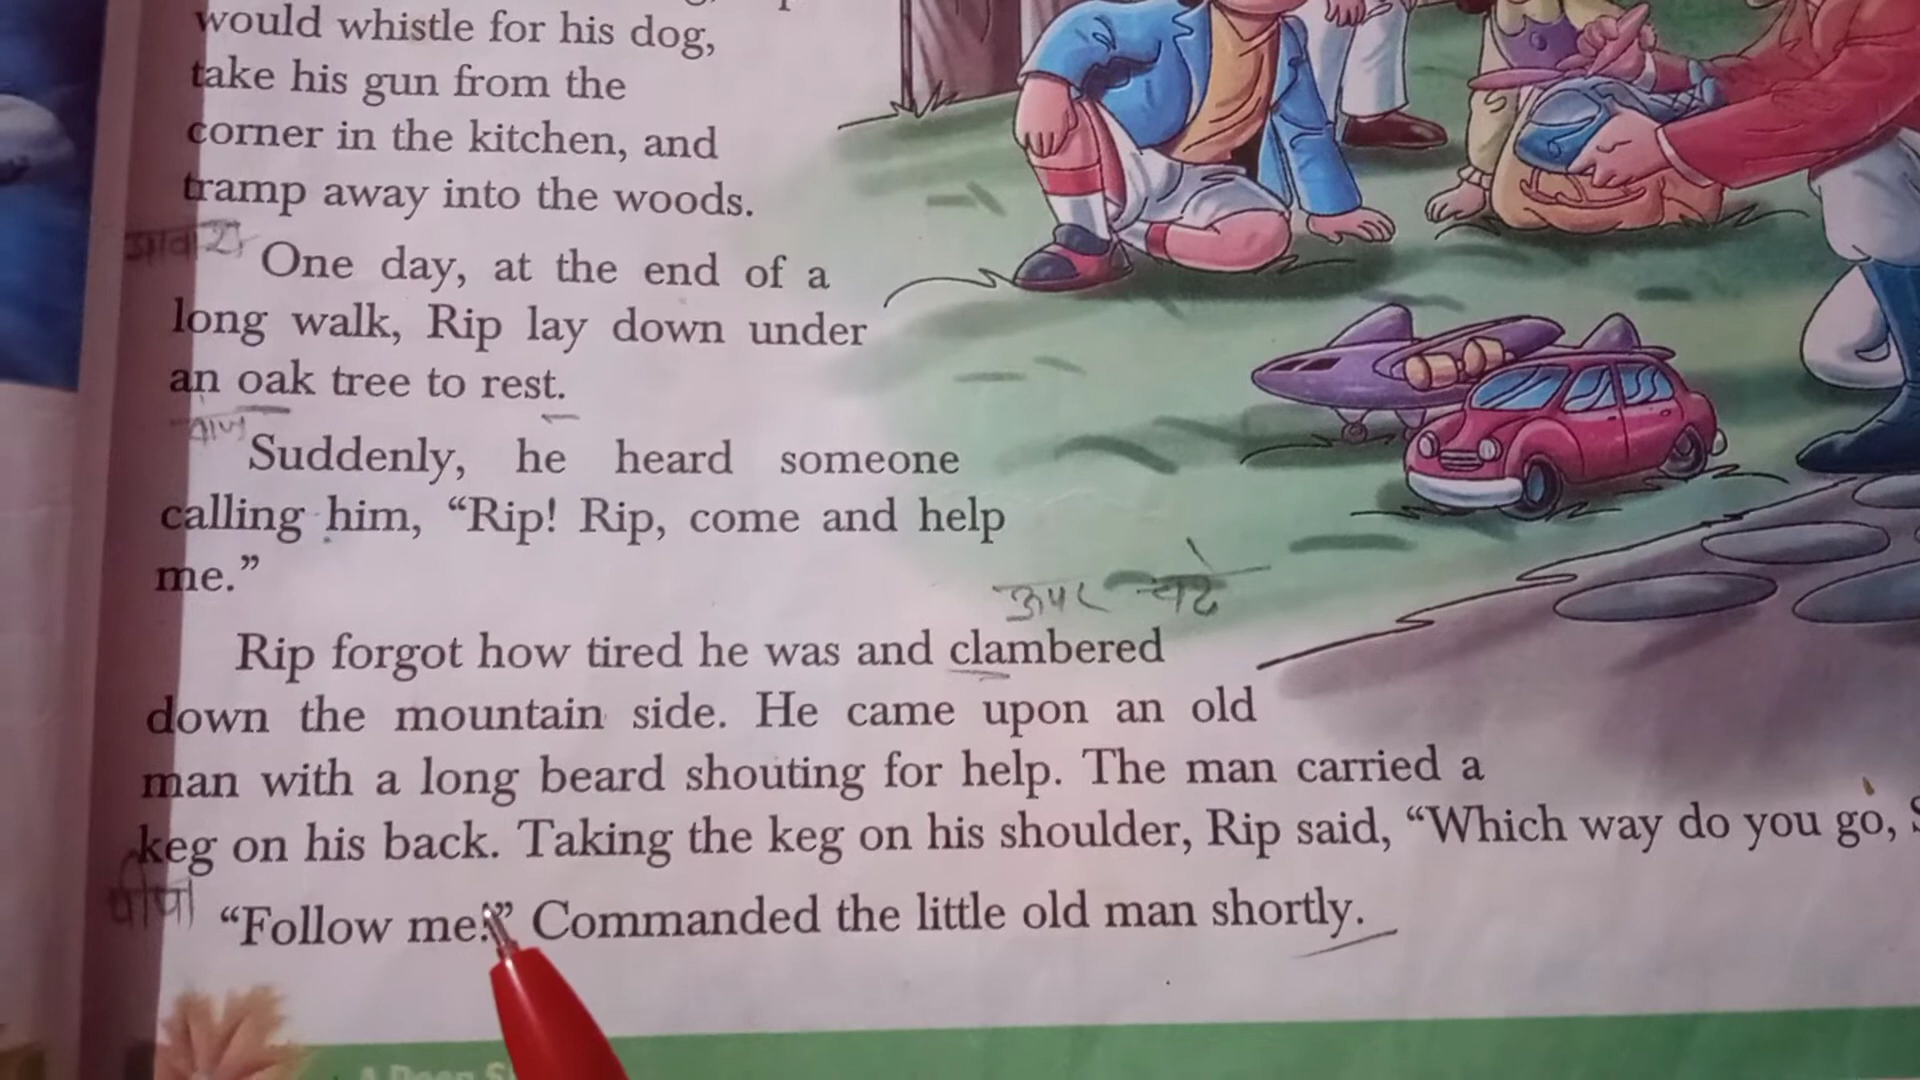 would whistle for his dog,
take his gun from the
corner in the kitchen, and
tramp away into the woods.
One day, at the end of a
long walk, Rip lay down under
an oak tree to rest.
Suddenly, he heard someone
calling him, “Rip! Rip, come and help
me.”
ऊपर चढे
Rip forgot how tired he was and clambered
down the mountain side. He came upon an old
man with a long beard shouting for help. The man carried a
keg on his back. Taking the keg on his shoulder, Rip said, “Which way do you go,
पीपा
“Follow me!” Commanded the little old man shortly.